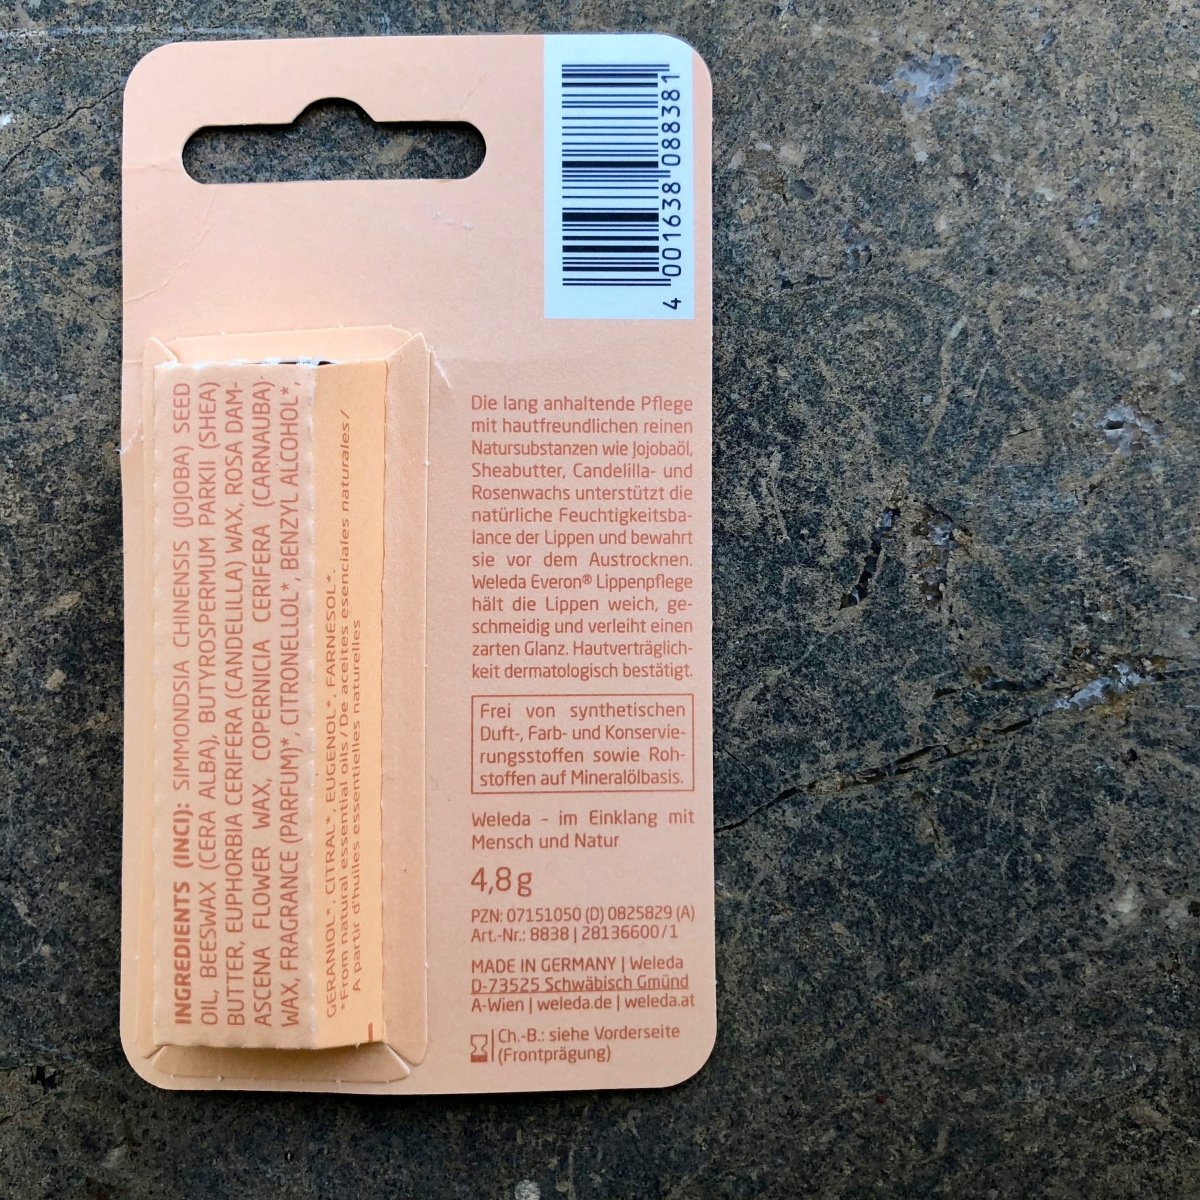 4 001638 088381
INGREDIENTS (INCI): SIMMONDSIA CHINENSIS (JOJOBA) SEED
OIL, BEESWAX (CERA ALBA), BUTYROSPERMUM PARKII (SHEA)
BUTTER, EUPHORBIA CERIFERA (CANDELILLA) WAX, ROSA DAM-
ASCENA FLOWER WAX, COPERNICIA CERIFERA (CARNAUBA)
WAX, FRAGRANCE (PARFUM)*, CITRONELLOL*, BENZYL ALCOHOL*,
GERANIOL*, CITRAL*, EUGENOL*, FARNESOL*.
*From natural essential oils / De aceites esenciales naturales /
A partir d'huiles essentielles naturelles
Die lang anhaltende Pflege
mit hautfreundlichen reinen
Natursubstanzen wie Jojobaöl,
Sheabutter, Candelilla- und
Rosenwachs unterstützt die
natürliche Feuchtigkeitsba-
lance der Lippen und bewahrt
sie vor dem Austrocknen.
Weleda Everon® Lippenpflege
hält die Lippen weich, ge-
schmeidig und verleiht einen
zarten Glanz. Hautverträglich-
keit dermatologisch bestätigt.
Frei von synthetischen
Duft-, Farb- und Konservie-
rungsstoffen sowie Roh-
stoffen auf Mineralölbasis.
Weleda – im Einklang mit
Mensch und Natur
4,8 g
PZN: 07151050 (D) 0825829 (A)
Art.-Nr.: 8838 | 28136600/1
MADE IN GERMANY | Weleda
D-73525 Schwäbisch Gmünd
A-Wien | weleda.de | weleda.at
Ch.-B.: siehe Vorderseite
(Frontprägung)